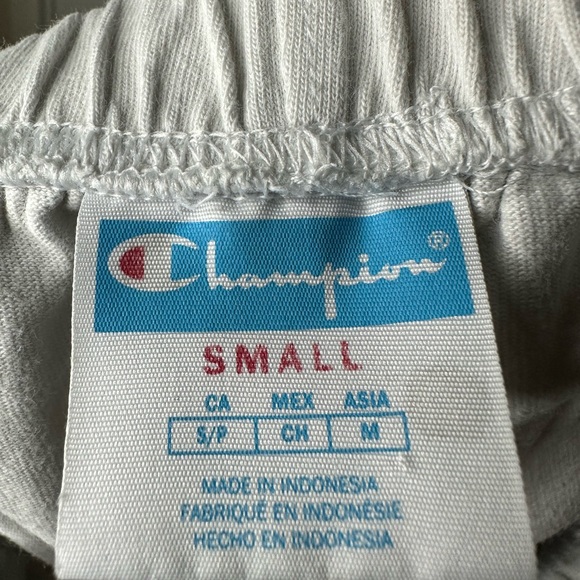 Champion®
SMALL
CA MEX ASIA
S/P CH M
MADE IN INDONESIA
FABRIQUÉ EN INDONÉSIE
HECHO EN INDONESIA